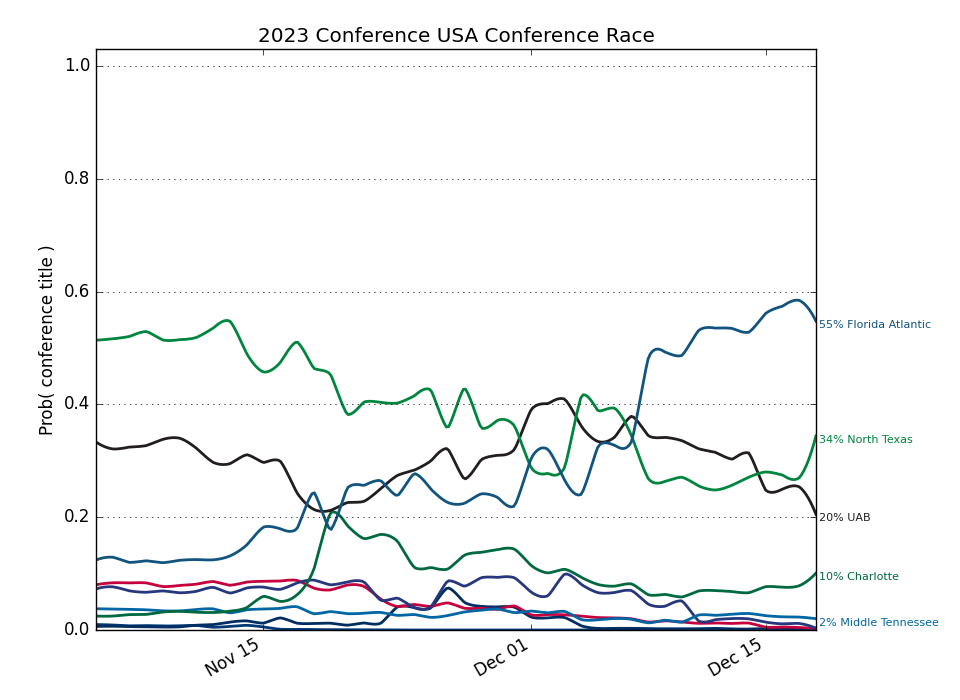 2023 Conference USA Conference Race
Prob( conference title )
1.0
0.8
0.6
0.4
0.2
0.0
55% Florida Atlantic
34% North Texas
20% UAB
10% Charlotte
2% Middle Tennessee
Nov 15
Dec 01
Dec 15